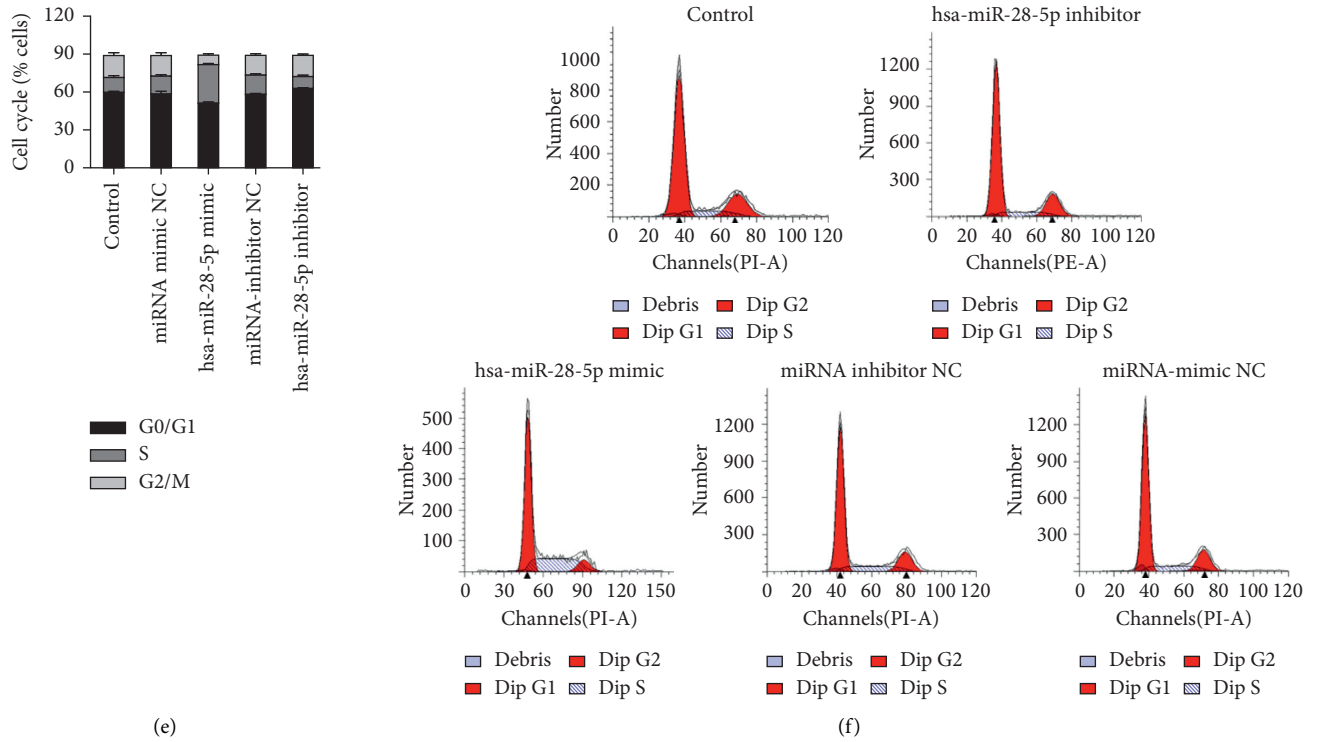 120
90
60
30
0
Cell cycle (% cells)
Control
miRNA mimic NC
hsa-miR-28-5p mimic
miRNA-inhibitor NC
hsa-miR-28-5p inhibitor
G0/G1
S
G2/M
(e)
Control
1000
800
600
400
200
Number
0 20 40 60 80 100 120
Channels(PI-A)
Debris Dip G2
Dip G1 Dip S
hsa-miR-28-5p inhibitor
1200
900
600
300
Number
0 20 40 60 80 100 120
Channels(PE-A)
Debris Dip G2
Dip G1 Dip S
hsa-miR-28-5p mimic
500
400
300
200
100
Number
0 30 60 90 120 150
Channels(PI-A)
Debris Dip G2
Dip G1 Dip S
miRNA inhibitor NC
1200
900
600
300
Number
0 20 40 60 80 100 120
Channels(PI-A)
Debris Dip G2
Dip G1 Dip S
miRNA-mimic NC
1200
900
600
300
Number
0 20 40 60 80 100 120
Channels(PI-A)
Debris Dip G2
Dip G1 Dip S
(f)